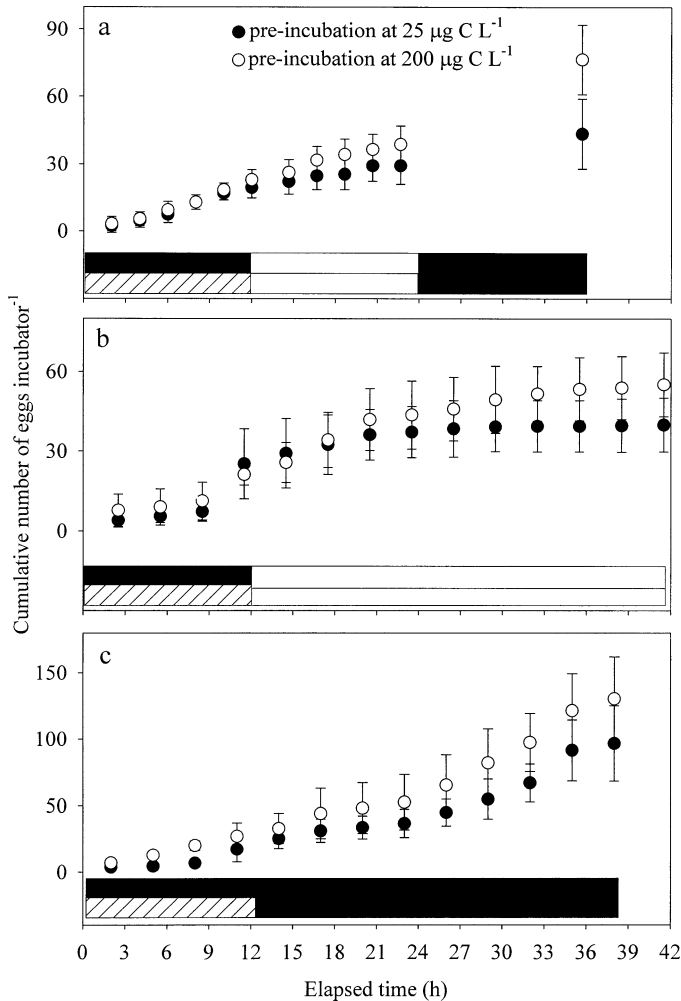 a
pre-incubation at 25 μg C L⁻¹
pre-incubation at 200 μg C L⁻¹
90
60
30
0
b
60
30
0
c
150
100
50
0
0 3 6 9 12 15 18 21 24 27 30 33 36 39 42
Elapsed time (h)
Cumulative number of eggs incubator⁻¹